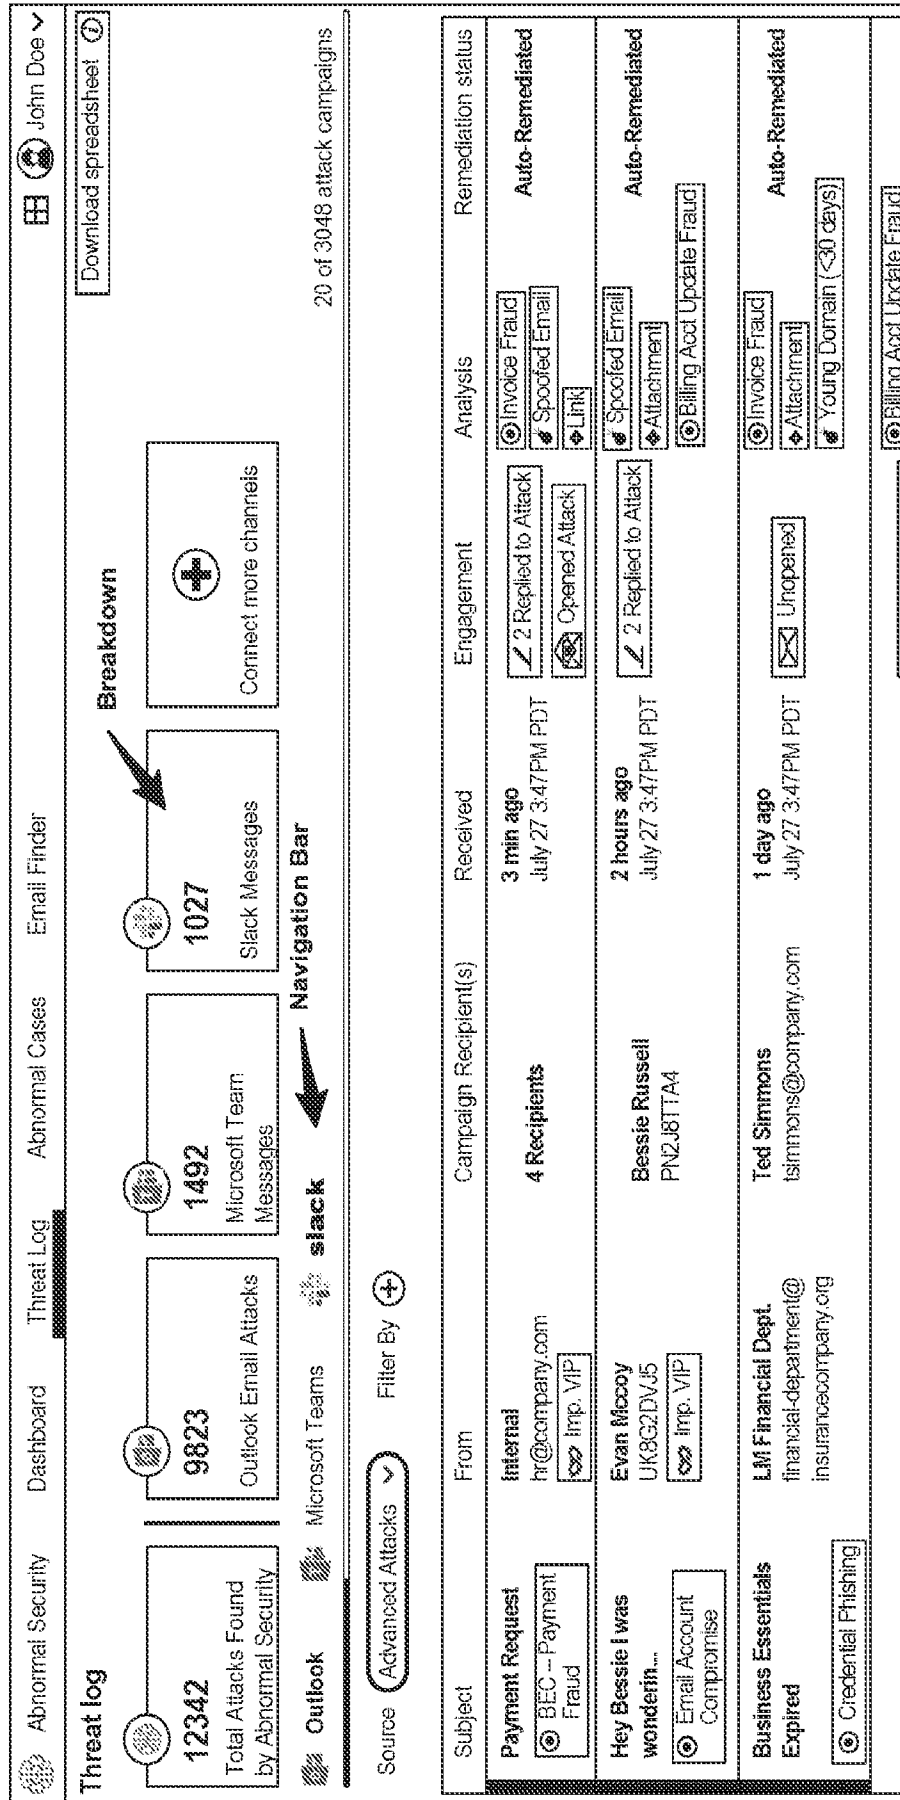 Abnormal Security Dashboard Threat Log Abnormal Cases Email Finder John Doe
Threat log
Download spreadsheet
Breakdown
12342
Total Attacks Found
by Abnormal Security
9823
Outlook Email Attacks
1492
Microsoft Team
Messages
1027
Slack Messages
Connect more channels
Navigation Bar
Outlook Microsoft Teams slack
20 of 3048 attack campaigns
Source Advanced Attacks Filter By
Subject From Campaign Recipient(s) Received Engagement Analysis Remediation status
Payment Request
BEC – Payment
Fraud
Internal
hr@company.com
Imp. VIP
4 Recipients
3 min ago
July 27 3:47PM PDT
2 Replied to Attack
Opened Attack
Invoice Fraud
Spoofed Email
Link
Auto-Remediated
Hey Bessie I was
wonderin...
Email Account
Compromise
Evan Mccoy
UK8G2DVJ5
Imp. VIP
Bessie Russell
PN2J8TTA4
2 hours ago
July 27 3:47PM PDT
2 Replied to Attack
Spoofed Email
Attachment
Billing Acct Update Fraud
Auto-Remediated
Business Essentials
Expired
Credential Phishing
LM Financial Dept.
financial-department@
insurancecompany.org
Ted Simmons
tsimmons@company.com
1 day ago
July 27 3:47PM PDT
Unopened
Invoice Fraud
Attachment
Young Domain (<30 days)
Auto-Remediated
Billing Acct Update Fraud